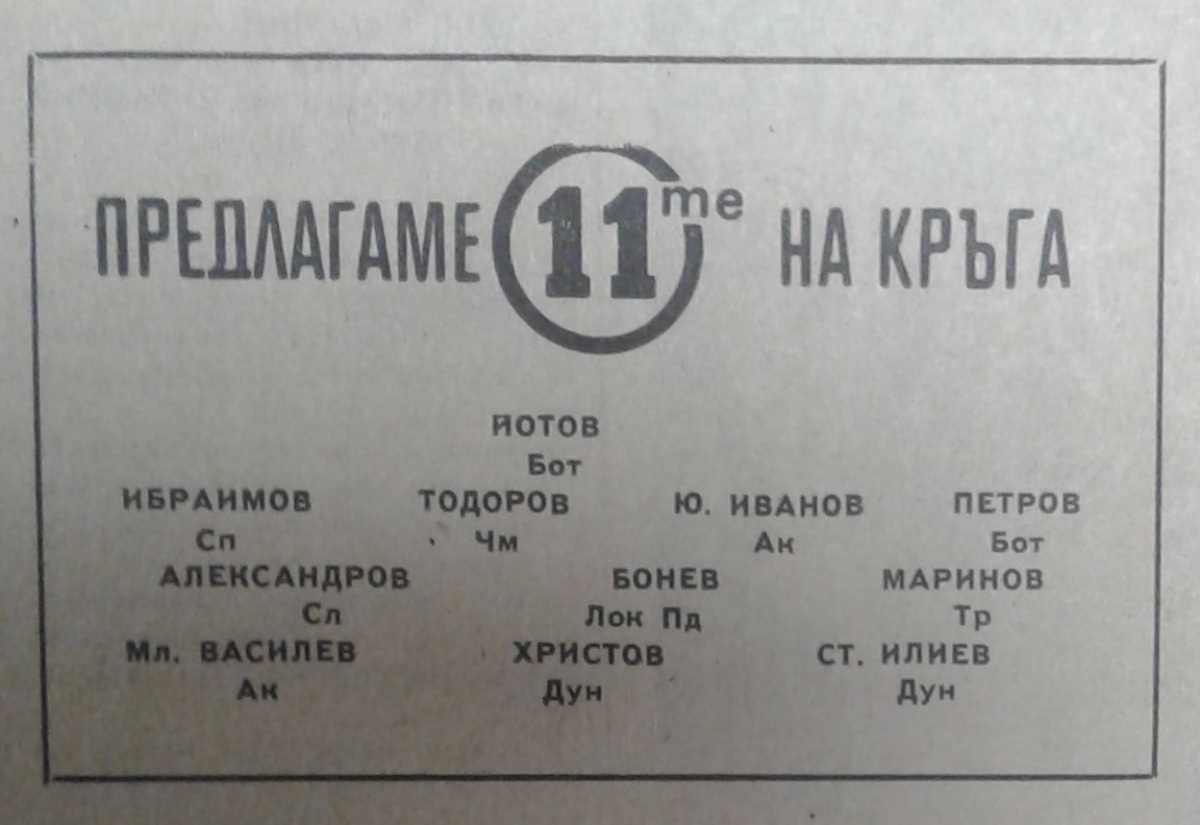 ПРЕДЛАГАМЕ 11те НА КРЪГА
ЙОТОВ
Бот
ИБРАИМОВ ТОДОРОВ Ю. ИВАНОВ ПЕТРОВ
Сп Чм Ак Бот
АЛЕКСАНДРОВ БОНЕВ МАРИНОВ
Сл Лок Пд Тр
Мл. ВАСИЛЕВ ХРИСТОВ СТ. ИЛИЕВ
Ак Дун Дун